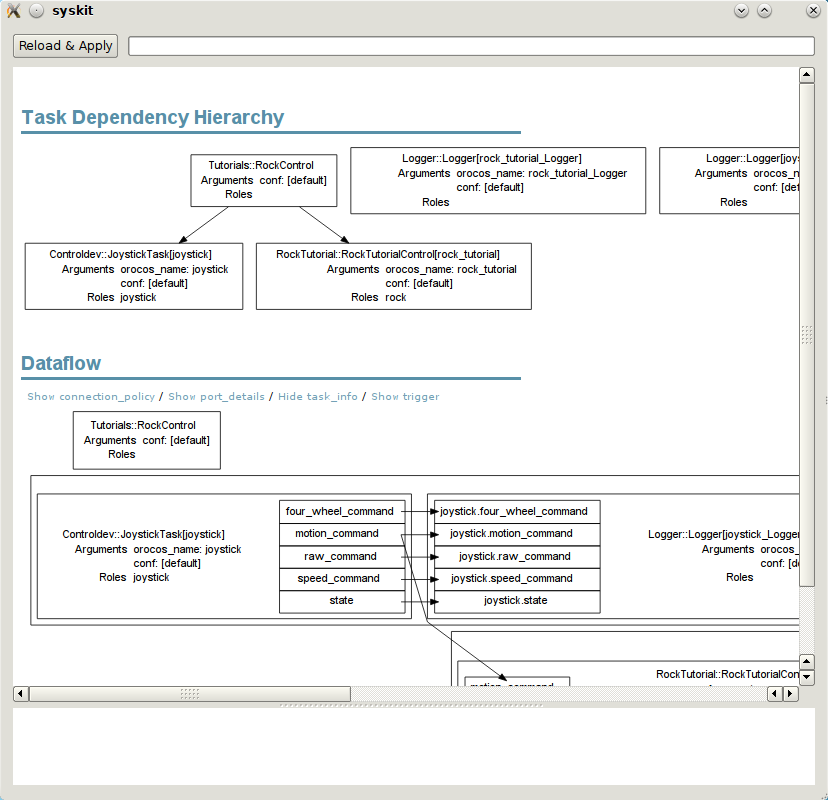 syskit
Reload & Apply
Task Dependency Hierarchy
Tutorials::RockControl
Arguments conf: [default]
Roles
Logger::Logger[rock_tutorial_Logger]
Arguments orocos_name: rock_tutorial_Logger
conf: [default]
Roles
Logger::Logger[joys
Arguments orocos_n
conf: [def
Roles
Controldev::JoystickTask[joystick]
Arguments orocos_name: joystick
conf: [default]
Roles joystick
RockTutorial::RockTutorialControl[rock_tutorial]
Arguments orocos_name: rock_tutorial
conf: [default]
Roles rock
Dataflow
Show connection_policy / Show port_details / Hide task_info / Show trigger
Tutorials::RockControl
Arguments conf: [default]
Roles
Controldev::JoystickTask[joystick]
Arguments orocos_name: joystick
conf: [default]
Roles joystick
four_wheel_command
motion_command
raw_command
speed_command
state
joystick.four_wheel_command
joystick.motion_command
joystick.raw_command
joystick.speed_command
joystick.state
Logger::Logger[joystick_Logger
Arguments orocos_
conf: [de
Roles
RockTutorial::RockTutorialCon
motion_command